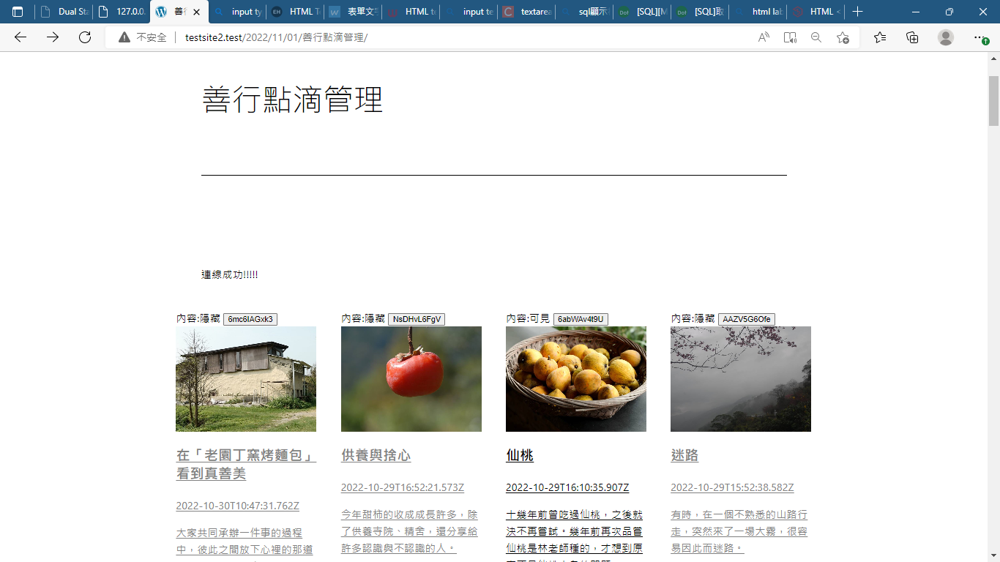 Dual Sta
127.0.0.
善行
input ty
HTML T
表單文字
HTML te
input te
textarea
sql顯示
[SQL][M
[SQL]取
html lab
HTML <
不安全
testsite2.test/2022/11/01/善行點滴管理/
善行點滴管理
連線成功!!!!!
內容:隱藏 6mc6IAGxk3
內容:隱藏 NsDHvL6FgV
內容:可見 6abWAv4t9U
內容:隱藏 AAZV5G6Ofe
在「老園丁窯烤麵包」
看到真善美
2022-10-30T10:47:31.762Z
大家共同承辦一件事的過程
中，彼此之間放下心裡的那道
供養與捨心
2022-10-29T16:52:21.573Z
今年甜柿的收成成長許多，除
了供養寺院、精舍，還分享給
許多認識與不認識的人。
仙桃
2022-10-29T16:10:35.907Z
十幾年前曾吃過仙桃，之後就
決不再嘗試。幾年前再次品嘗
仙桃是林老師種的，才想到原
迷路
2022-10-29T15:52:38.582Z
有時，在一個不熟悉的山路行
走，突然來了一場大霧，很容
易因此而迷路。